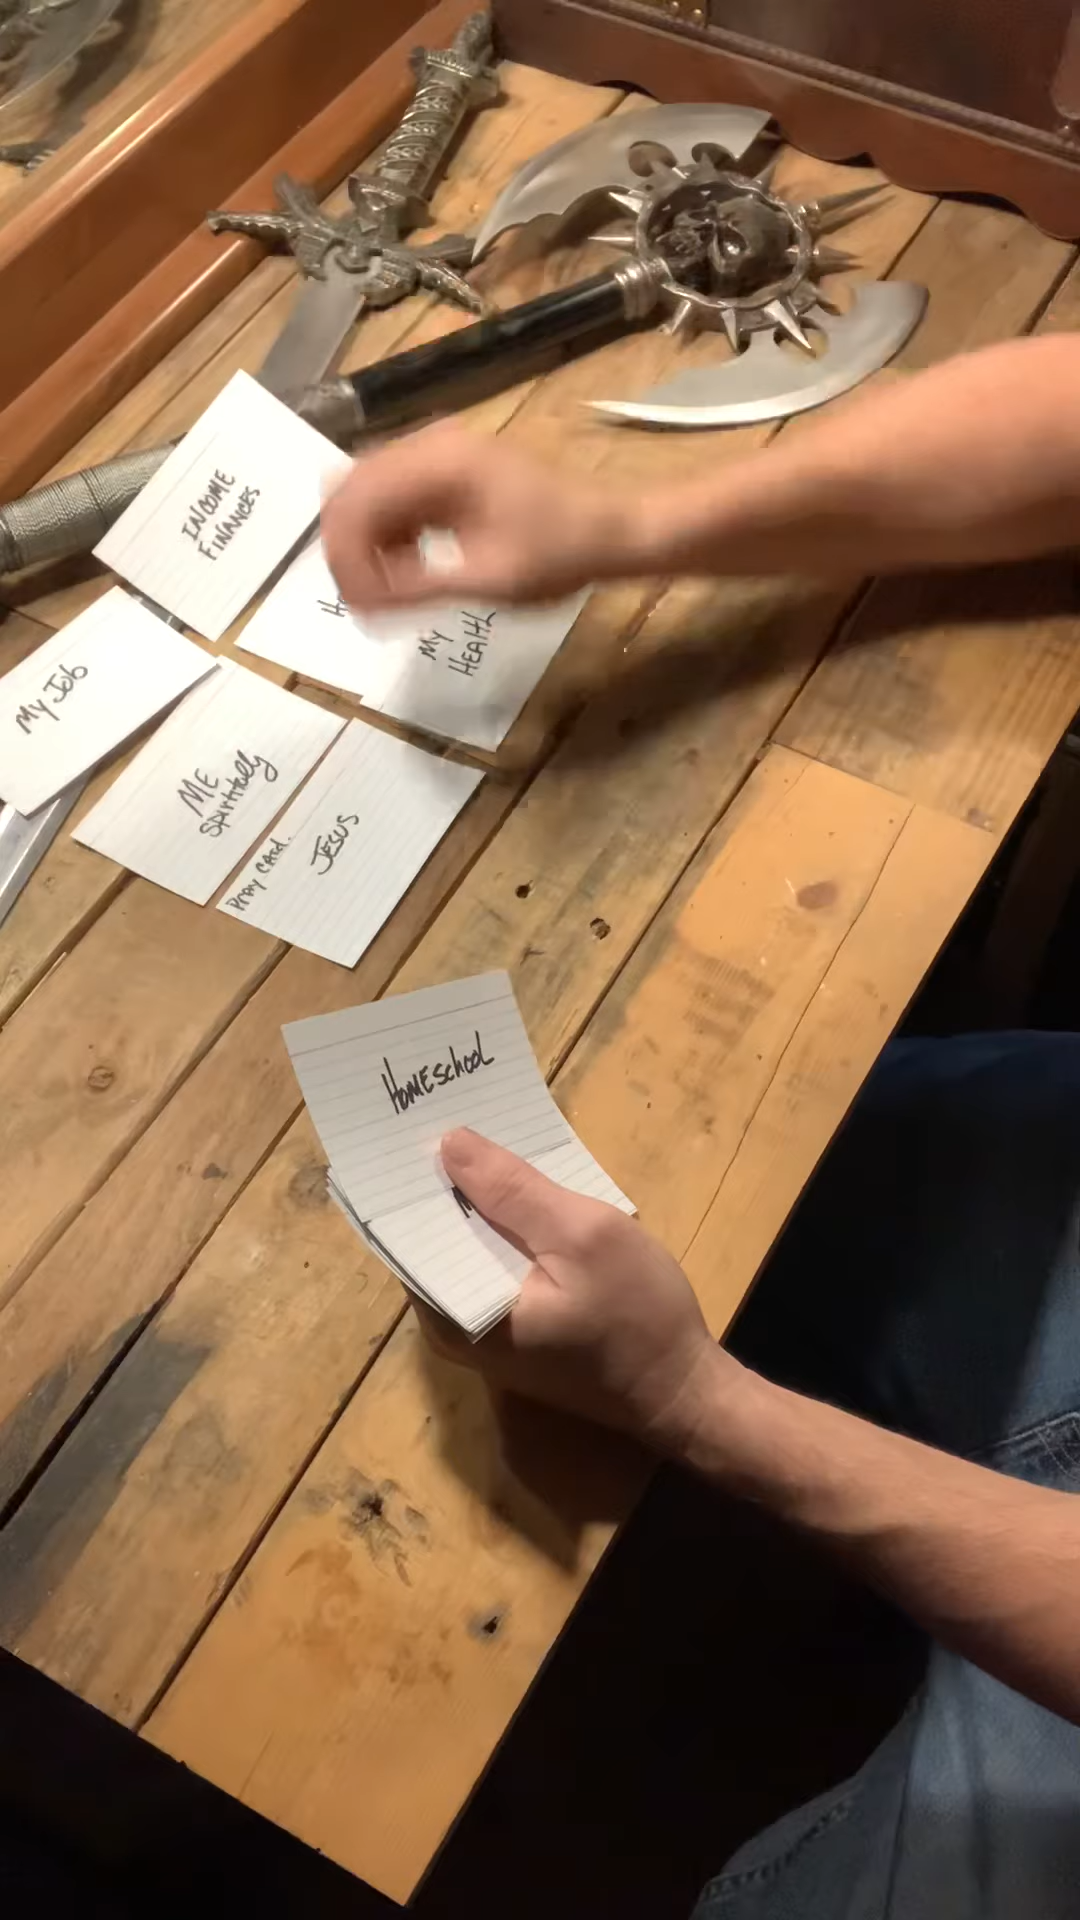 INCOME
FINANCES
MY
HEALTH
MY Job
ME
Spiritually
Pray Card.
JESUS
Homeschool